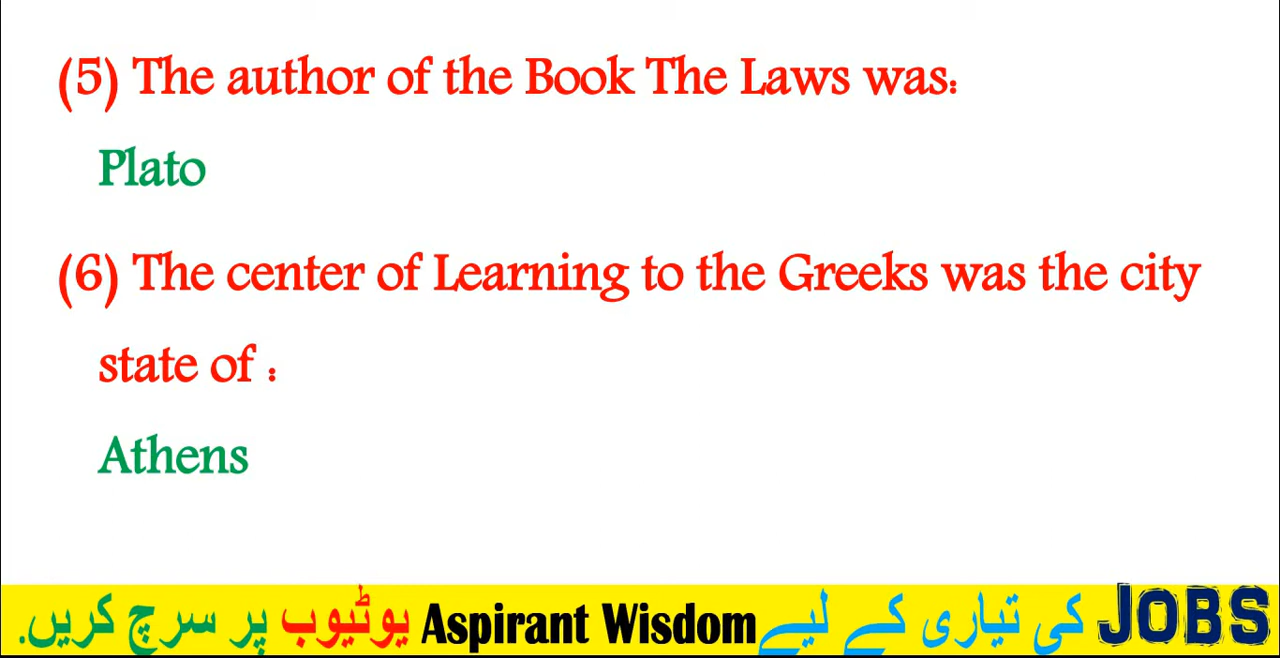 (5) The author of the Book The Laws was:
Plato
(6) The center of Learning to the Greeks was the city
state of :
Athens
JOBS کی تیاری کے لیے Aspirant Wisdom یوٹیوب پر سرچ کریں.